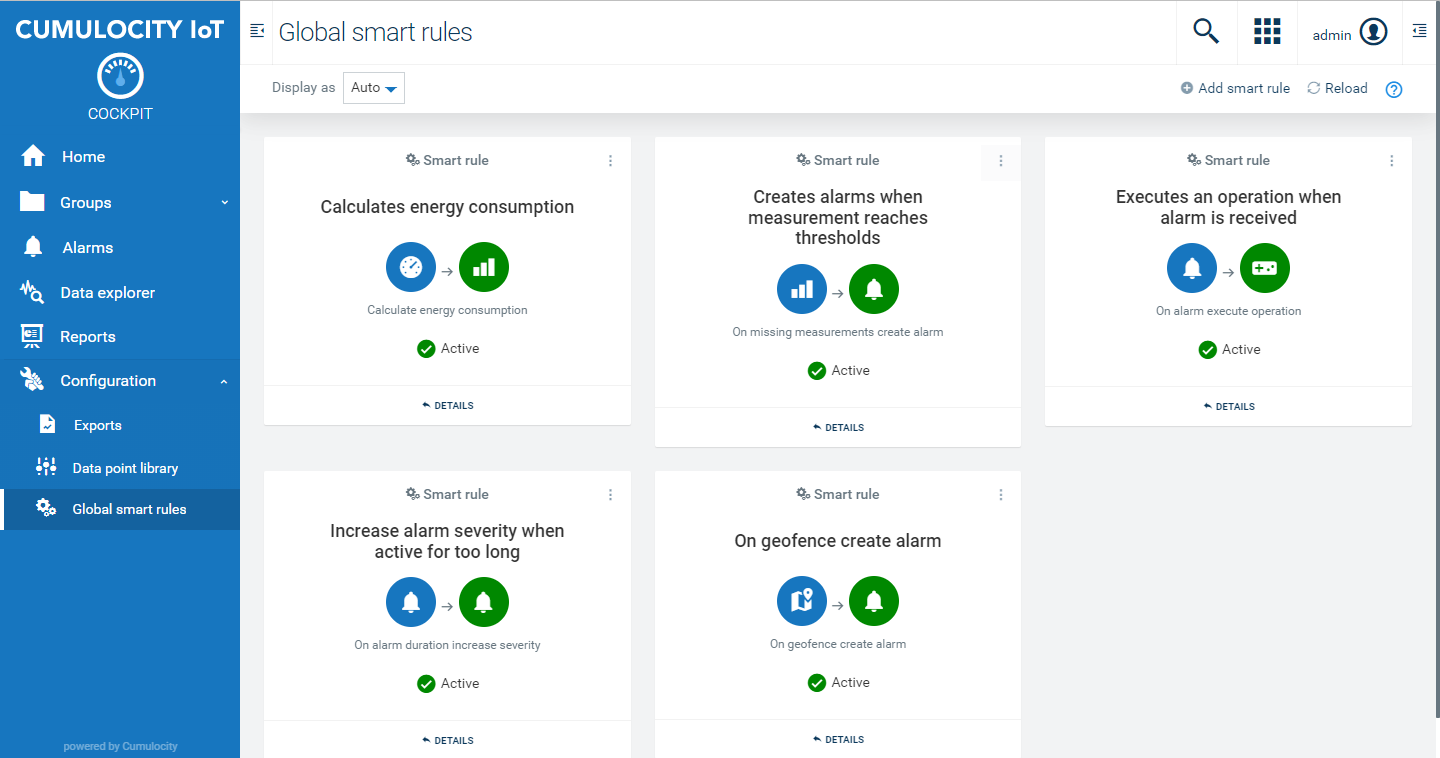 CUMULOCITY IoT
COCKPIT
Home
Groups
Alarms
Data explorer
Reports
Configuration
Exports
Data point library
Global smart rules
powered by Cumulocity
Global smart rules
admin
Display as Auto
Add smart rule Reload ?
Smart rule
Calculates energy consumption
Calculate energy consumption
Active
DETAILS
Smart rule
Creates alarms when
measurement reaches
thresholds
On missing measurements create alarm
Active
DETAILS
Smart rule
Executes an operation when
alarm is received
On alarm execute operation
Active
DETAILS
Smart rule
Increase alarm severity when
active for too long
On alarm duration increase severity
Active
DETAILS
Smart rule
On geofence create alarm
On geofence create alarm
Active
DETAILS